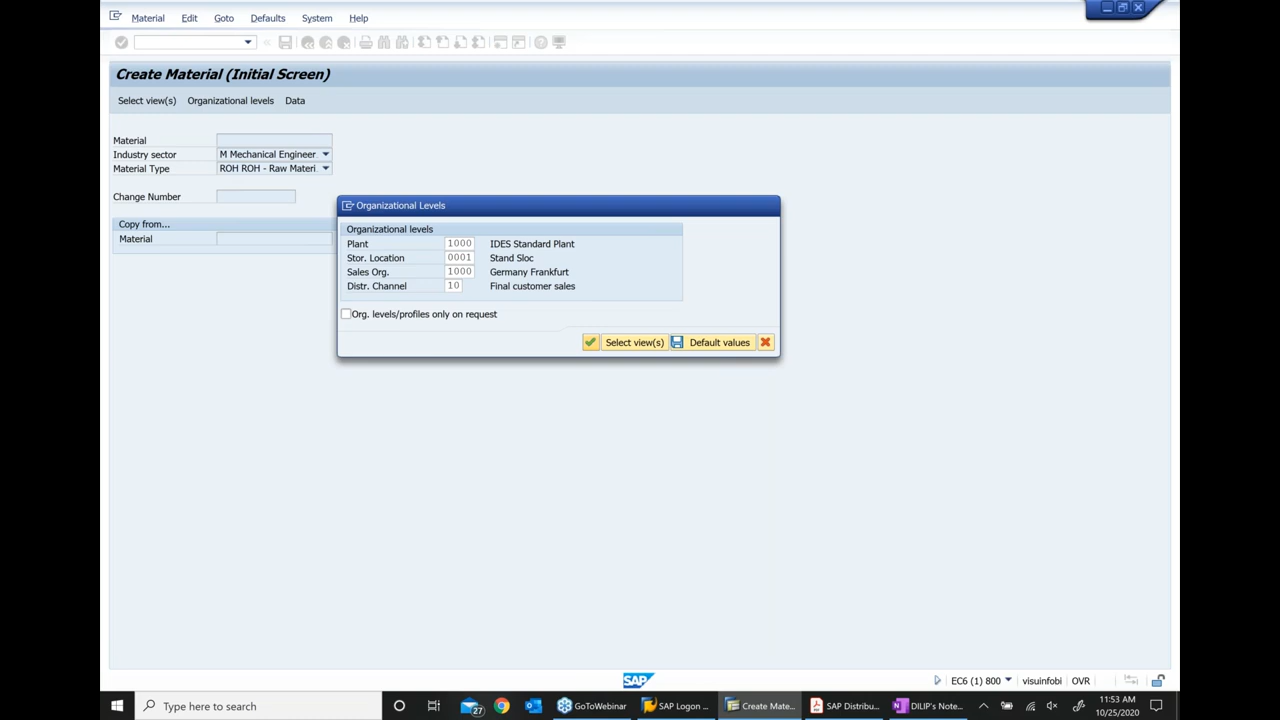 Material Edit Goto Defaults System Help
Create Material (Initial Screen)
Select view(s) Organizational levels Data
Material
Industry sector M Mechanical Engineer
Material Type ROH ROH - Raw Materi
Change Number
Copy from...
Material
Organizational Levels
Organizational levels
Plant 1000 IDES Standard Plant
Stor. Location 0001 Stand Sloc
Sales Org. 1000 Germany Frankfurt
Distr. Channel 10 Final customer sales
Org. levels/profiles only on request
Select view(s) Default values
SAP
EC6 (1) 800 visuinfobi OVR
Type here to search
27
GoToWebinar
SAP Logon ...
Create Mate...
SAP Distribu...
DILIP's Note...
11:53 AM
10/25/2020